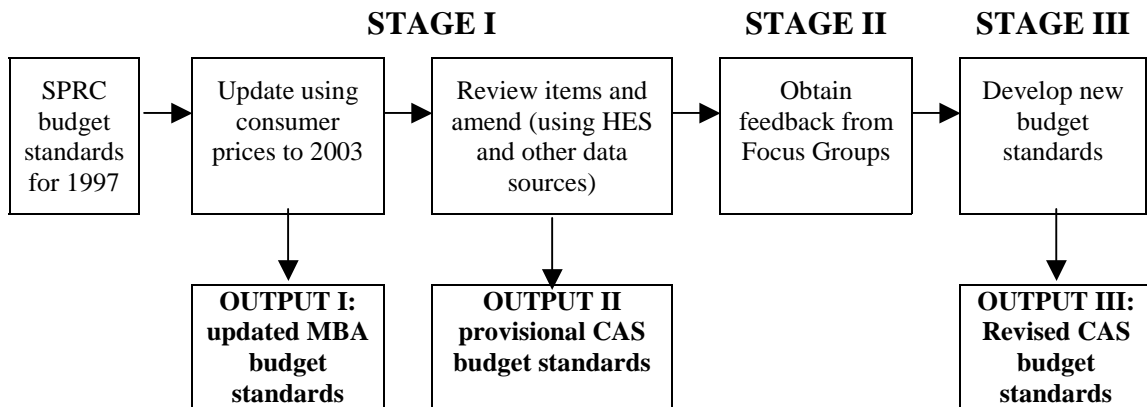 STAGE I
STAGE II
STAGE III
SPRC
budget
standards
for 1997
Update using
consumer
prices to 2003
Review items and
amend (using HES
and other data
sources)
Obtain
feedback from
Focus Groups
Develop new
budget
standards
OUTPUT I:
updated MBA
budget
standards
OUTPUT II
provisional CAS
budget standards
OUTPUT III:
Revised CAS
budget
standards